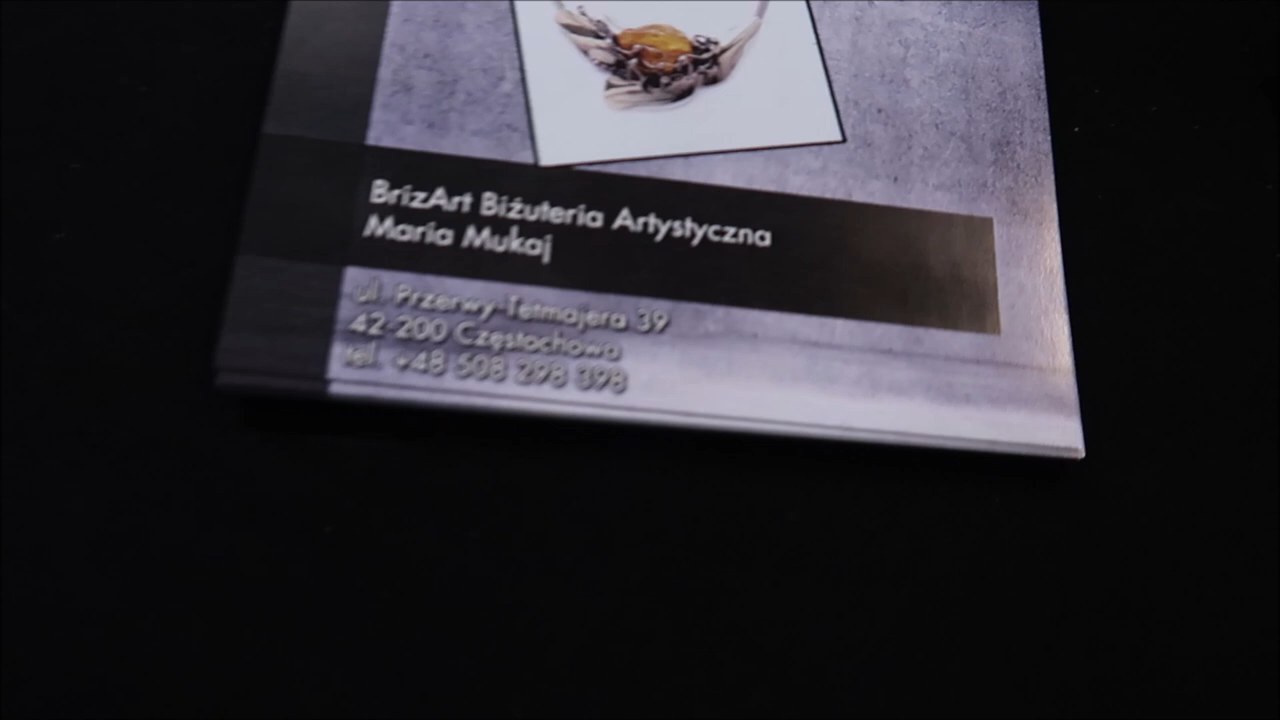 BrizArt Biżuteria Artystyczna
Maria Mukaj
ul. Przerwy-Tetmajera 39
42-200 Częstochowa
tel. +48 508 298 398